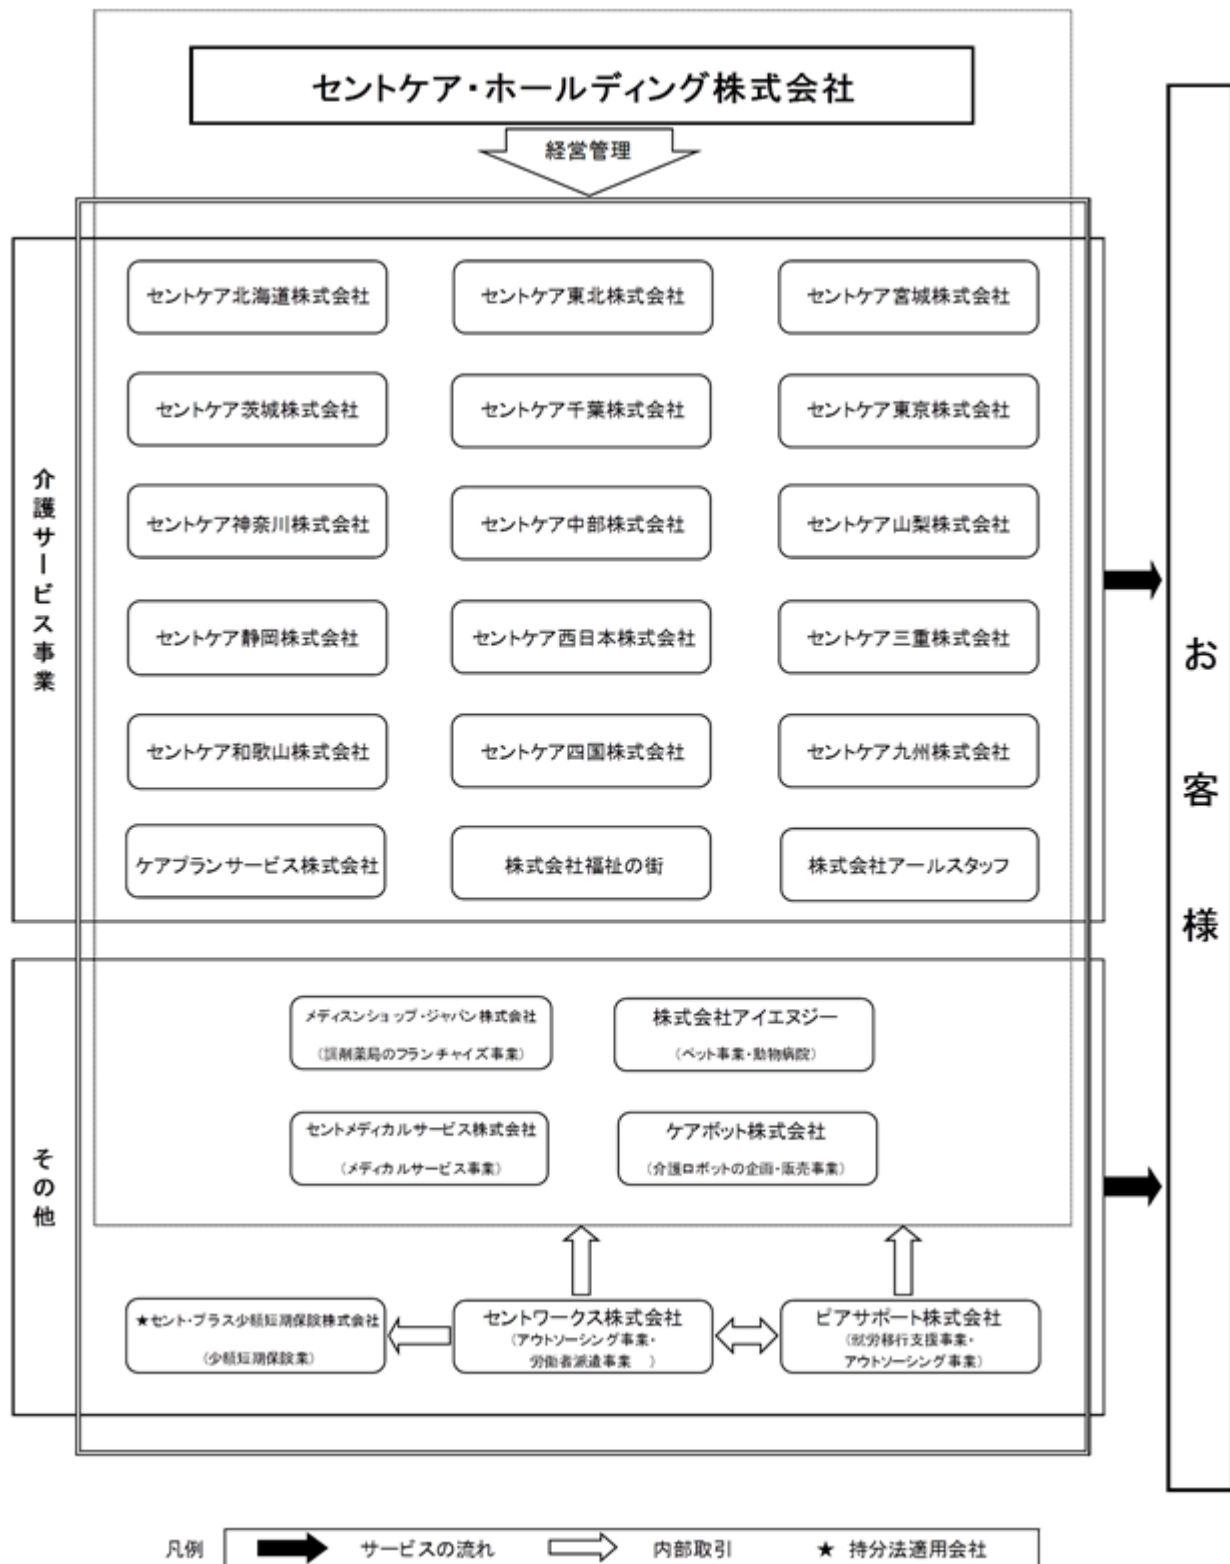 セントケア・ホールディング株式会社
経営管理
介護サービス事業
セントケア北海道株式会社
セントケア東北株式会社
セントケア宮城株式会社
セントケア茨城株式会社
セントケア千葉株式会社
セントケア東京株式会社
セントケア神奈川株式会社
セントケア中部株式会社
セントケア山梨株式会社
セントケア静岡株式会社
セントケア西日本株式会社
セントケア三重株式会社
セントケア和歌山株式会社
セントケア四国株式会社
セントケア九州株式会社
ケアプランサービス株式会社
株式会社福祉の街
株式会社アールスタッフ
お客様
その他
メディスンショップ・ジャパン株式会社
（調剤薬局のフランチャイズ事業）
株式会社アイエヌジー
（ペット事業・動物病院）
セントメディカルサービス株式会社
（メディカルサービス事業）
ケアボット株式会社
（介護ロボットの企画・販売事業）
★セント・プラス少額短期保険株式会社
（少額短期保険業）
セントワークス株式会社
（アウトソーシング事業・
労働者派遣事業　）
ピアサポート株式会社
（就労移行支援事業・
アウトソーシング事業）
凡例
サービスの流れ
内部取引
★ 持分法適用会社